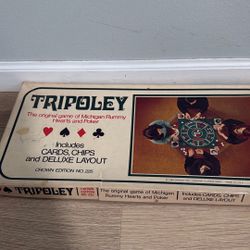 TRIPOLEY
The original game of Michigan Rummy
Hearts and Poker
Includes
CARDS, CHIPS
and DELUXE LAYOUT
CROWN EDITION NO. 225
TRIPOLEY
The original game of Michigan
Rummy Hearts and Poker
Includes CARDS, CHIPS
and DELUXE LAYOUT